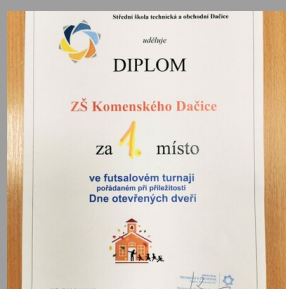 Střední škola technická a obchodní Dačice
uděluje
DIPLOM
ZŠ Komenského Dačice
za 1. místo
ve futsalovém turnaji
pořádaném při příležitosti
Dne otevřených dveří